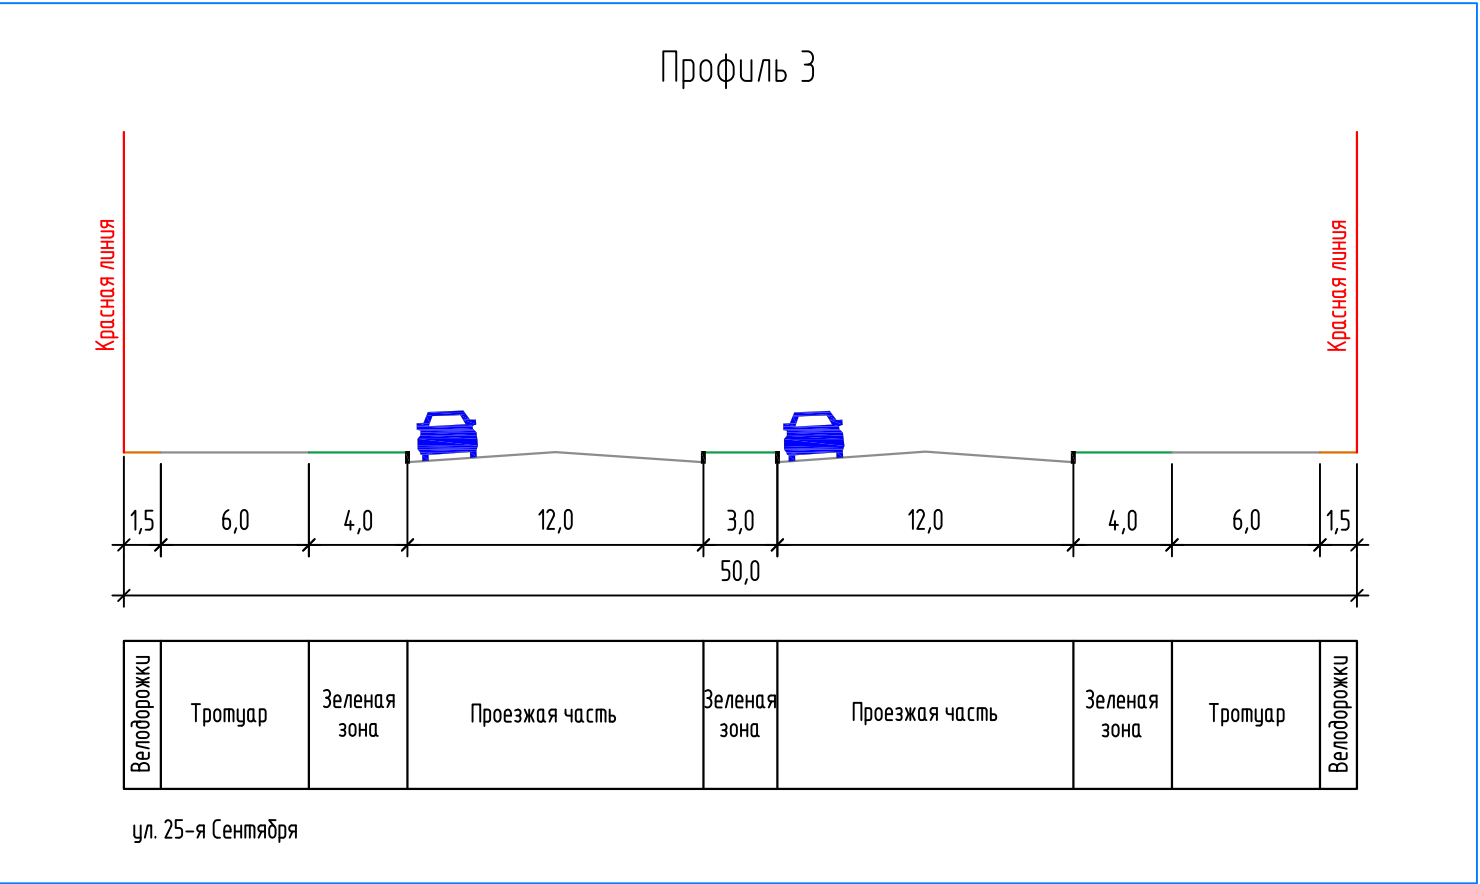 Профиль 3
Красная линия
Красная линия
1,5
6,0
4,0
12,0
3,0
12,0
4,0
6,0
1,5
50,0
Велодорожки
Тротуар
Зеленая
зона
Проезжая часть
Зеленая
зона
Проезжая часть
Зеленая
зона
Тротуар
Велодорожки
ул. 25-я Сентября